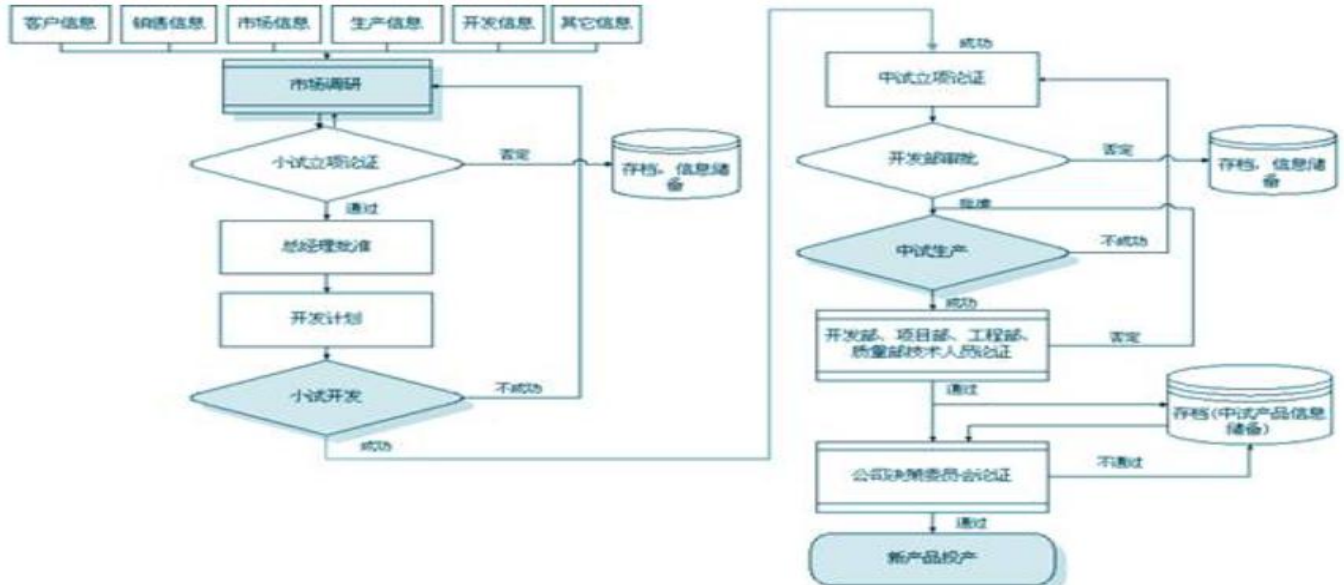 客户信息
销售信息
市场信息
生产信息
开发信息
其它信息
市场调研
小试立项论证
否定
存档，信息储
备
通过
总经理批准
开发计划
小试开发
不成功
成功
成功
中试立项论证
开发部审批
否定
存档，信息储
备
批准
中试生产
不成功
成功
开发部、项目部、工程部、
质量部技术人员论证
否定
通过
存档(中试产品信息
储备)
公司决策委员会论证
不通过
通过
新产品投产